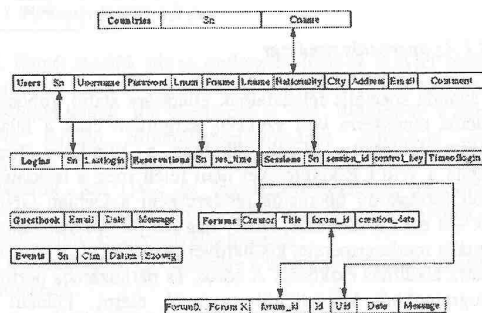 Countries Sn Cname
Users Sn Username Password Lnum Fname Lname Nationality City Address Email Comment
Logins Sn Lastlogin Reservations Sn res_time Sessions Sn session_id control_key Timeoflogin
Guestbook Email Date Message
Forums Creator Title forum_id creation_date
Events Sn Cim Datum Szoveg
Forum0.. Forum X forum_id Id Uid Date Message